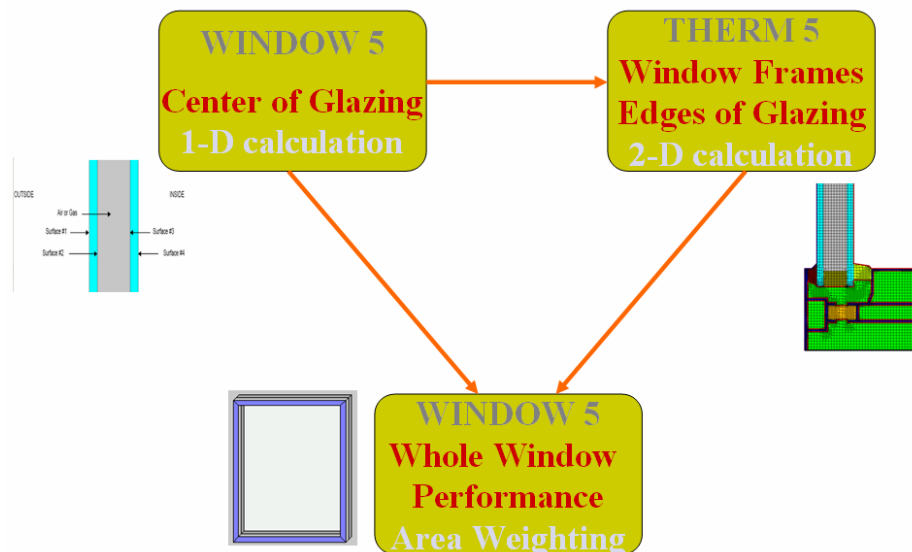 WINDOW 5
Center of Glazing
1-D calculation
THERM 5
Window Frames
Edges of Glazing
2-D calculation
OUTSIDE
INSIDE
Air or Gas
Surface #1
Surface #3
Surface #2
Surface #4
WINDOW 5
Whole Window
Performance
Area Weighting